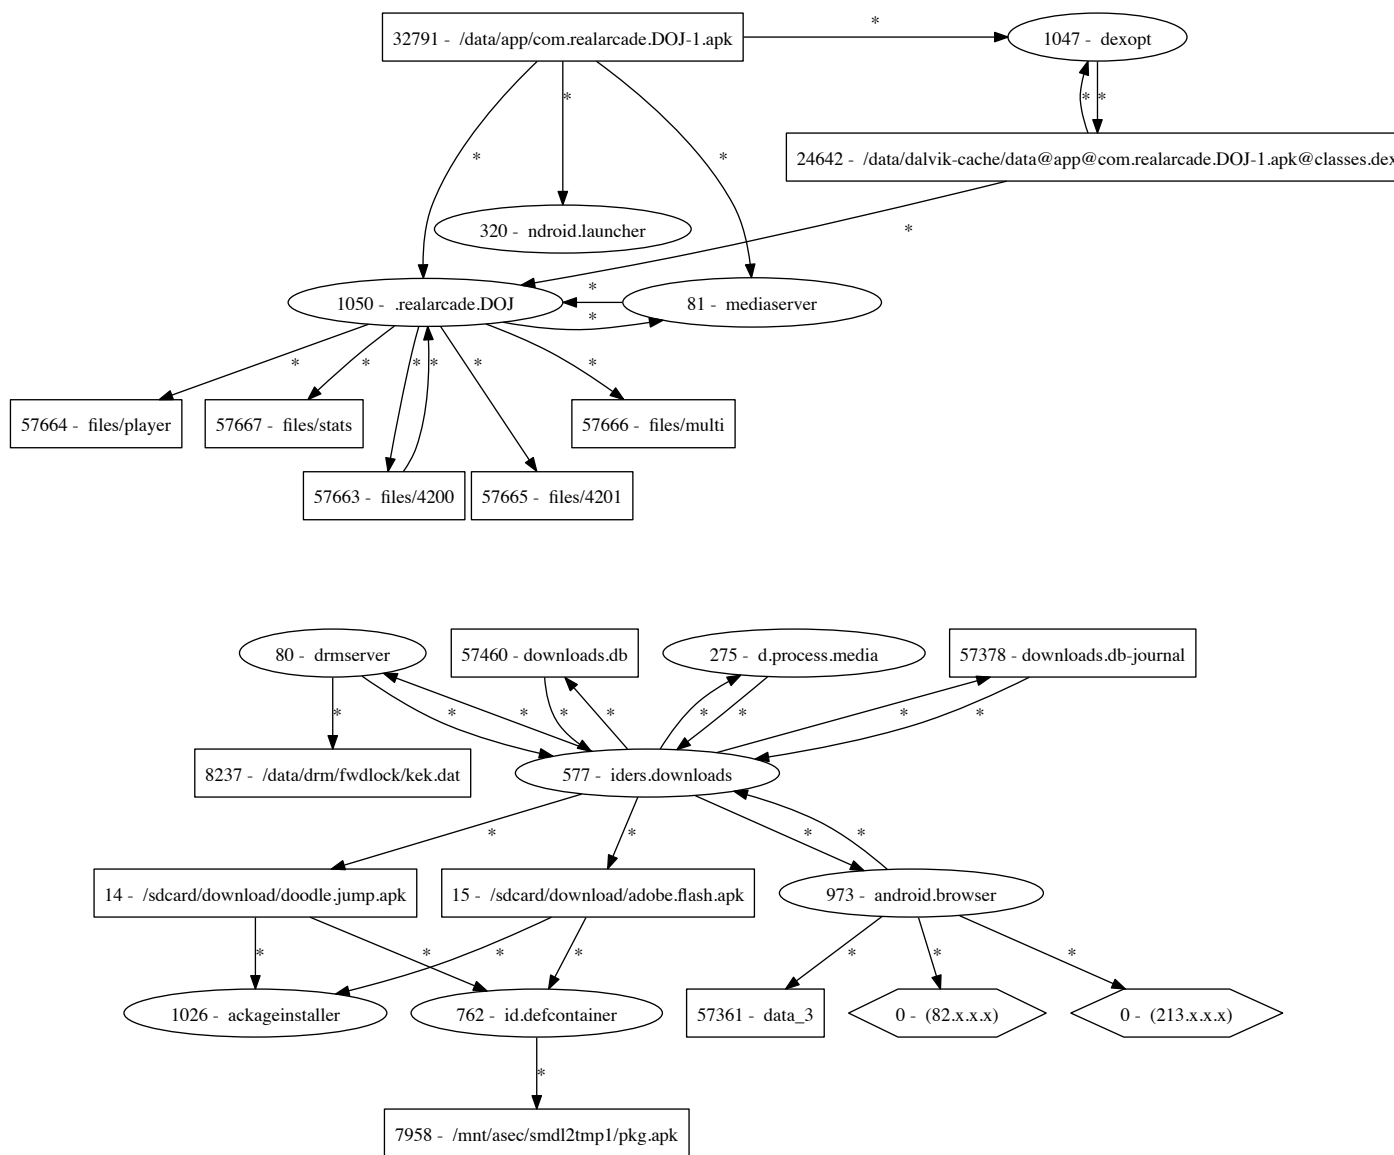 32791 - /data/app/com.realarcade.DOJ-1.apk
*
1047 - dexopt
*
*
*
24642 - /data/dalvik-cache/data@app@com.realarcade.DOJ-1.apk@classes.dex
*
*
320 - ndroid.launcher
*
1050 - .realarcade.DOJ
*
*
81 - mediaserver
*
*
*
*
*
*
57664 - files/player
57667 - files/stats
57666 - files/multi
57663 - files/4200
57665 - files/4201
80 - drmserver
57460 - downloads.db
275 - d.process.media
57378 - downloads.db-journal
*
*
*
*
*
*
*
*
*
8237 - /data/drm/fwdlock/kek.dat
577 - iders.downloads
*
*
*
*
14 - /sdcard/download/doodle.jump.apk
15 - /sdcard/download/adobe.flash.apk
973 - android.browser
*
*
*
*
*
*
*
1026 - ackageinstaller
762 - id.defcontainer
57361 - data_3
0 - (82.x.x.x)
0 - (213.x.x.x)
*
7958 - /mnt/asec/smdl2tmp1/pkg.apk